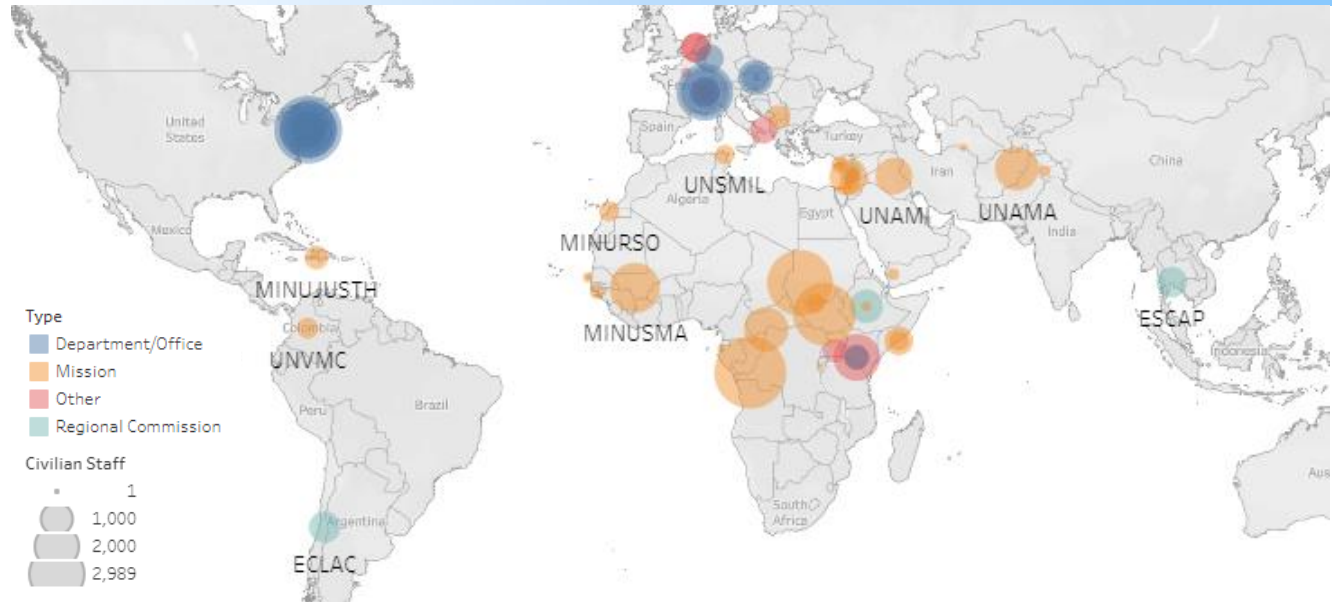 United
States
Mexico
Spain
Turkey
Algeria
Egypt
Iran
China
India
UNSMIL
UNAMI
UNAMA
MINURSO
MINUJUSTH
MINUSMA
ESCAP
Indonesia
Colombia
UNVMC
Peru
Brazil
South
Africa
Aus
Argentina
ECLAC
Type
Department/Office
Mission
Other
Regional Commission
Civilian Staff
1
1,000
2,000
2,989